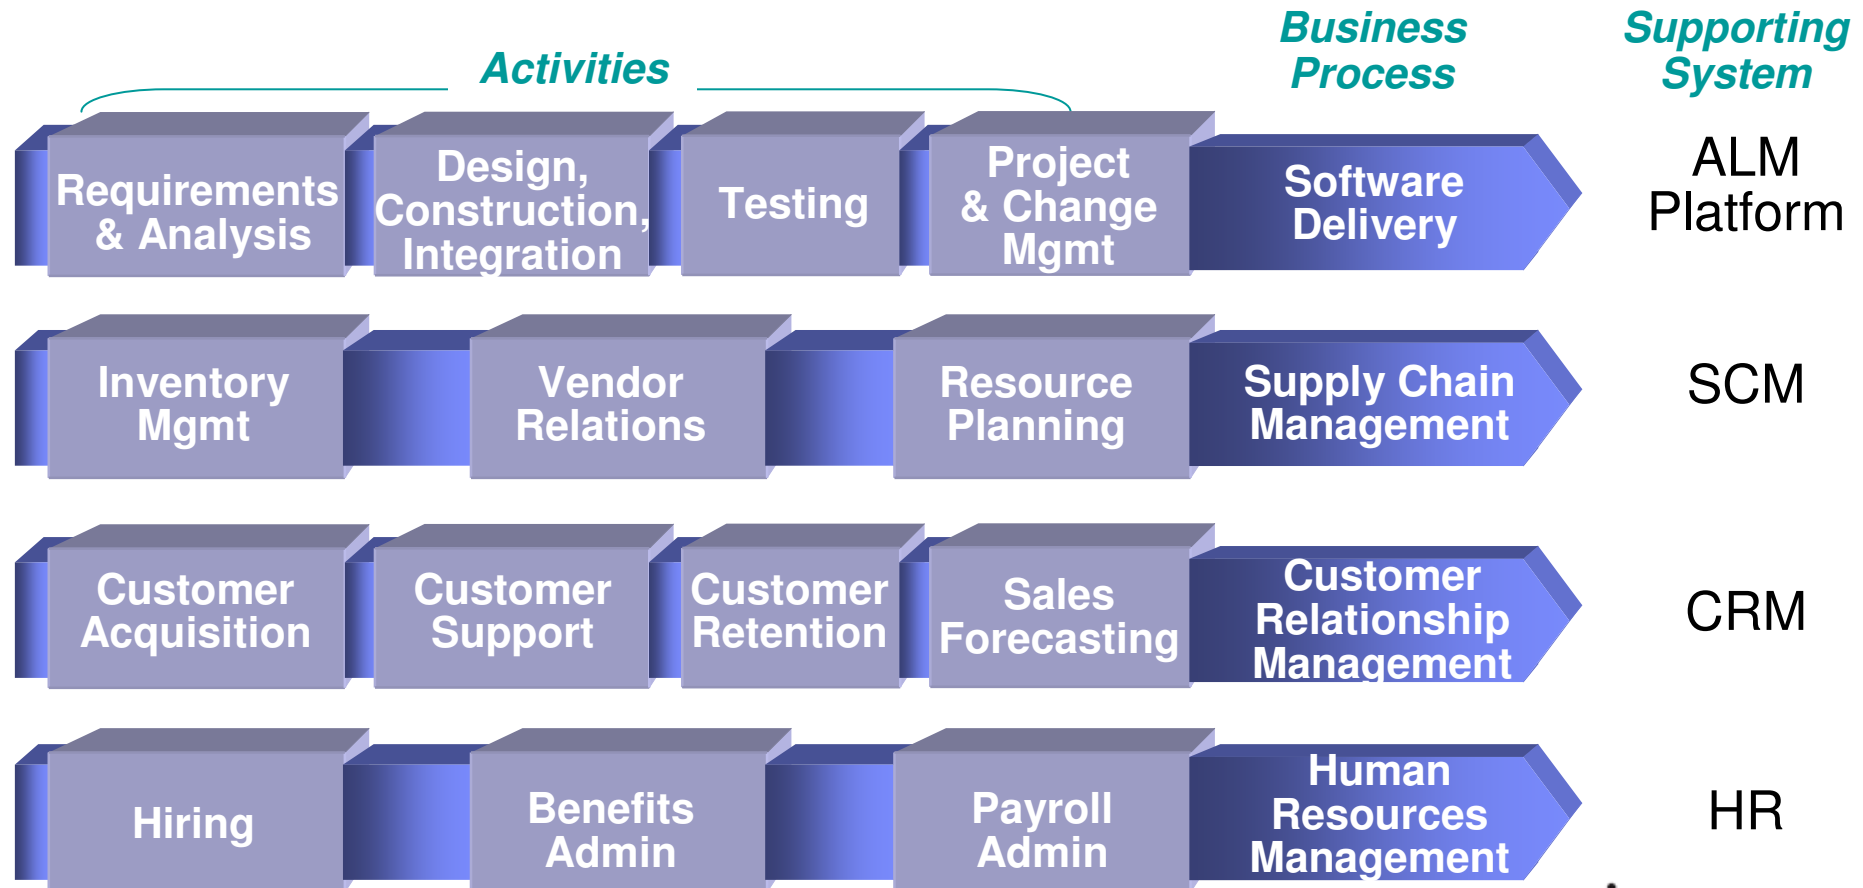 Activities
Business
Process
Supporting
System
Requirements
& Analysis
Design,
Construction,
Integration
Testing
Project
& Change
Mgmt
Software
Delivery
ALM
Platform
Inventory
Mgmt
Vendor
Relations
Resource
Planning
Supply Chain
Management
SCM
Customer
Acquisition
Customer
Support
Customer
Retention
Sales
Forecasting
Customer
Relationship
Management
CRM
Hiring
Benefits
Admin
Payroll
Admin
Human
Resources
Management
HR